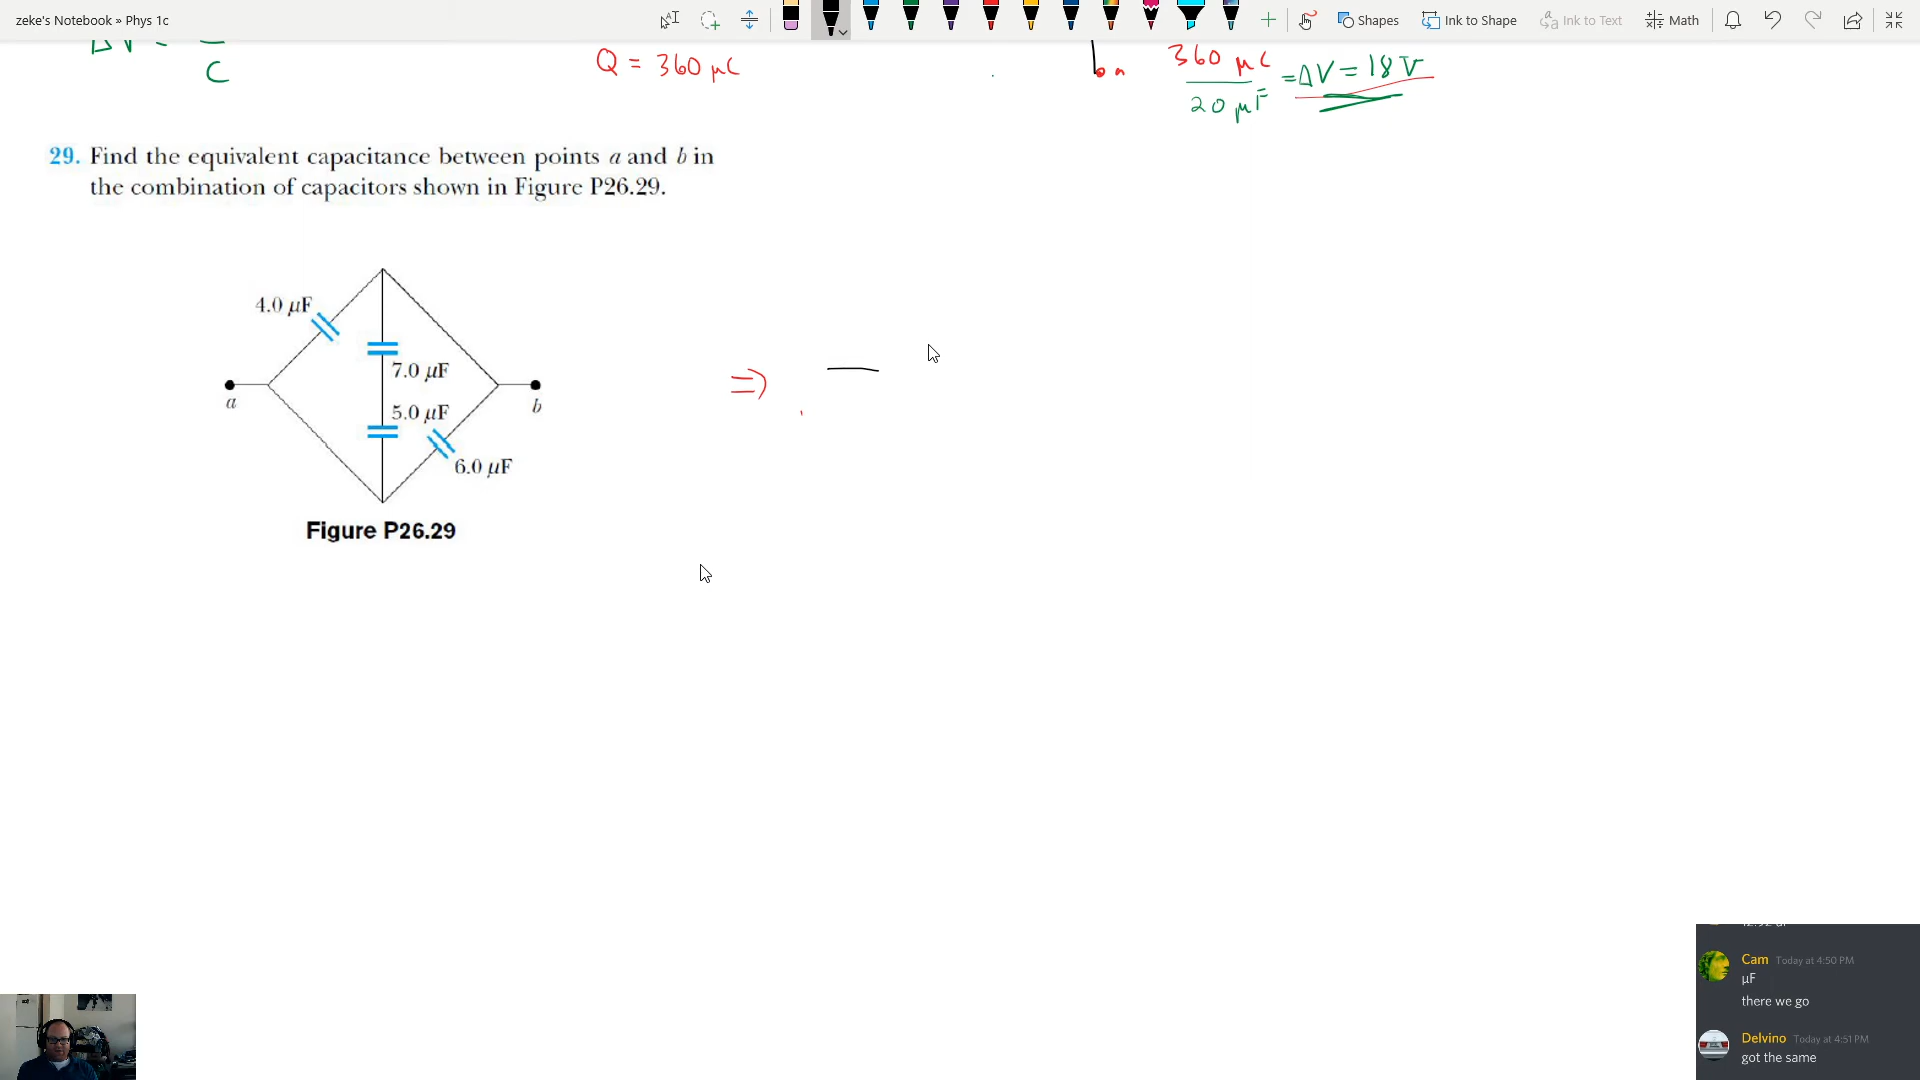 zeke's Notebook » Phys 1c
Shapes
Ink to Shape
Ink to Text
Math
ΔV =
C
Q = 360 μC
360 μC
20 μF
= ΔV = 18 V
29. Find the equivalent capacitance between points a and b in
the combination of capacitors shown in Figure P26.29.
4.0 μF
7.0 μF
a
5.0 μF
b
6.0 μF
⇒
Figure P26.29
Cam Today at 4:50 PM
μF
there we go
Delvino Today at 4:51 PM
got the same